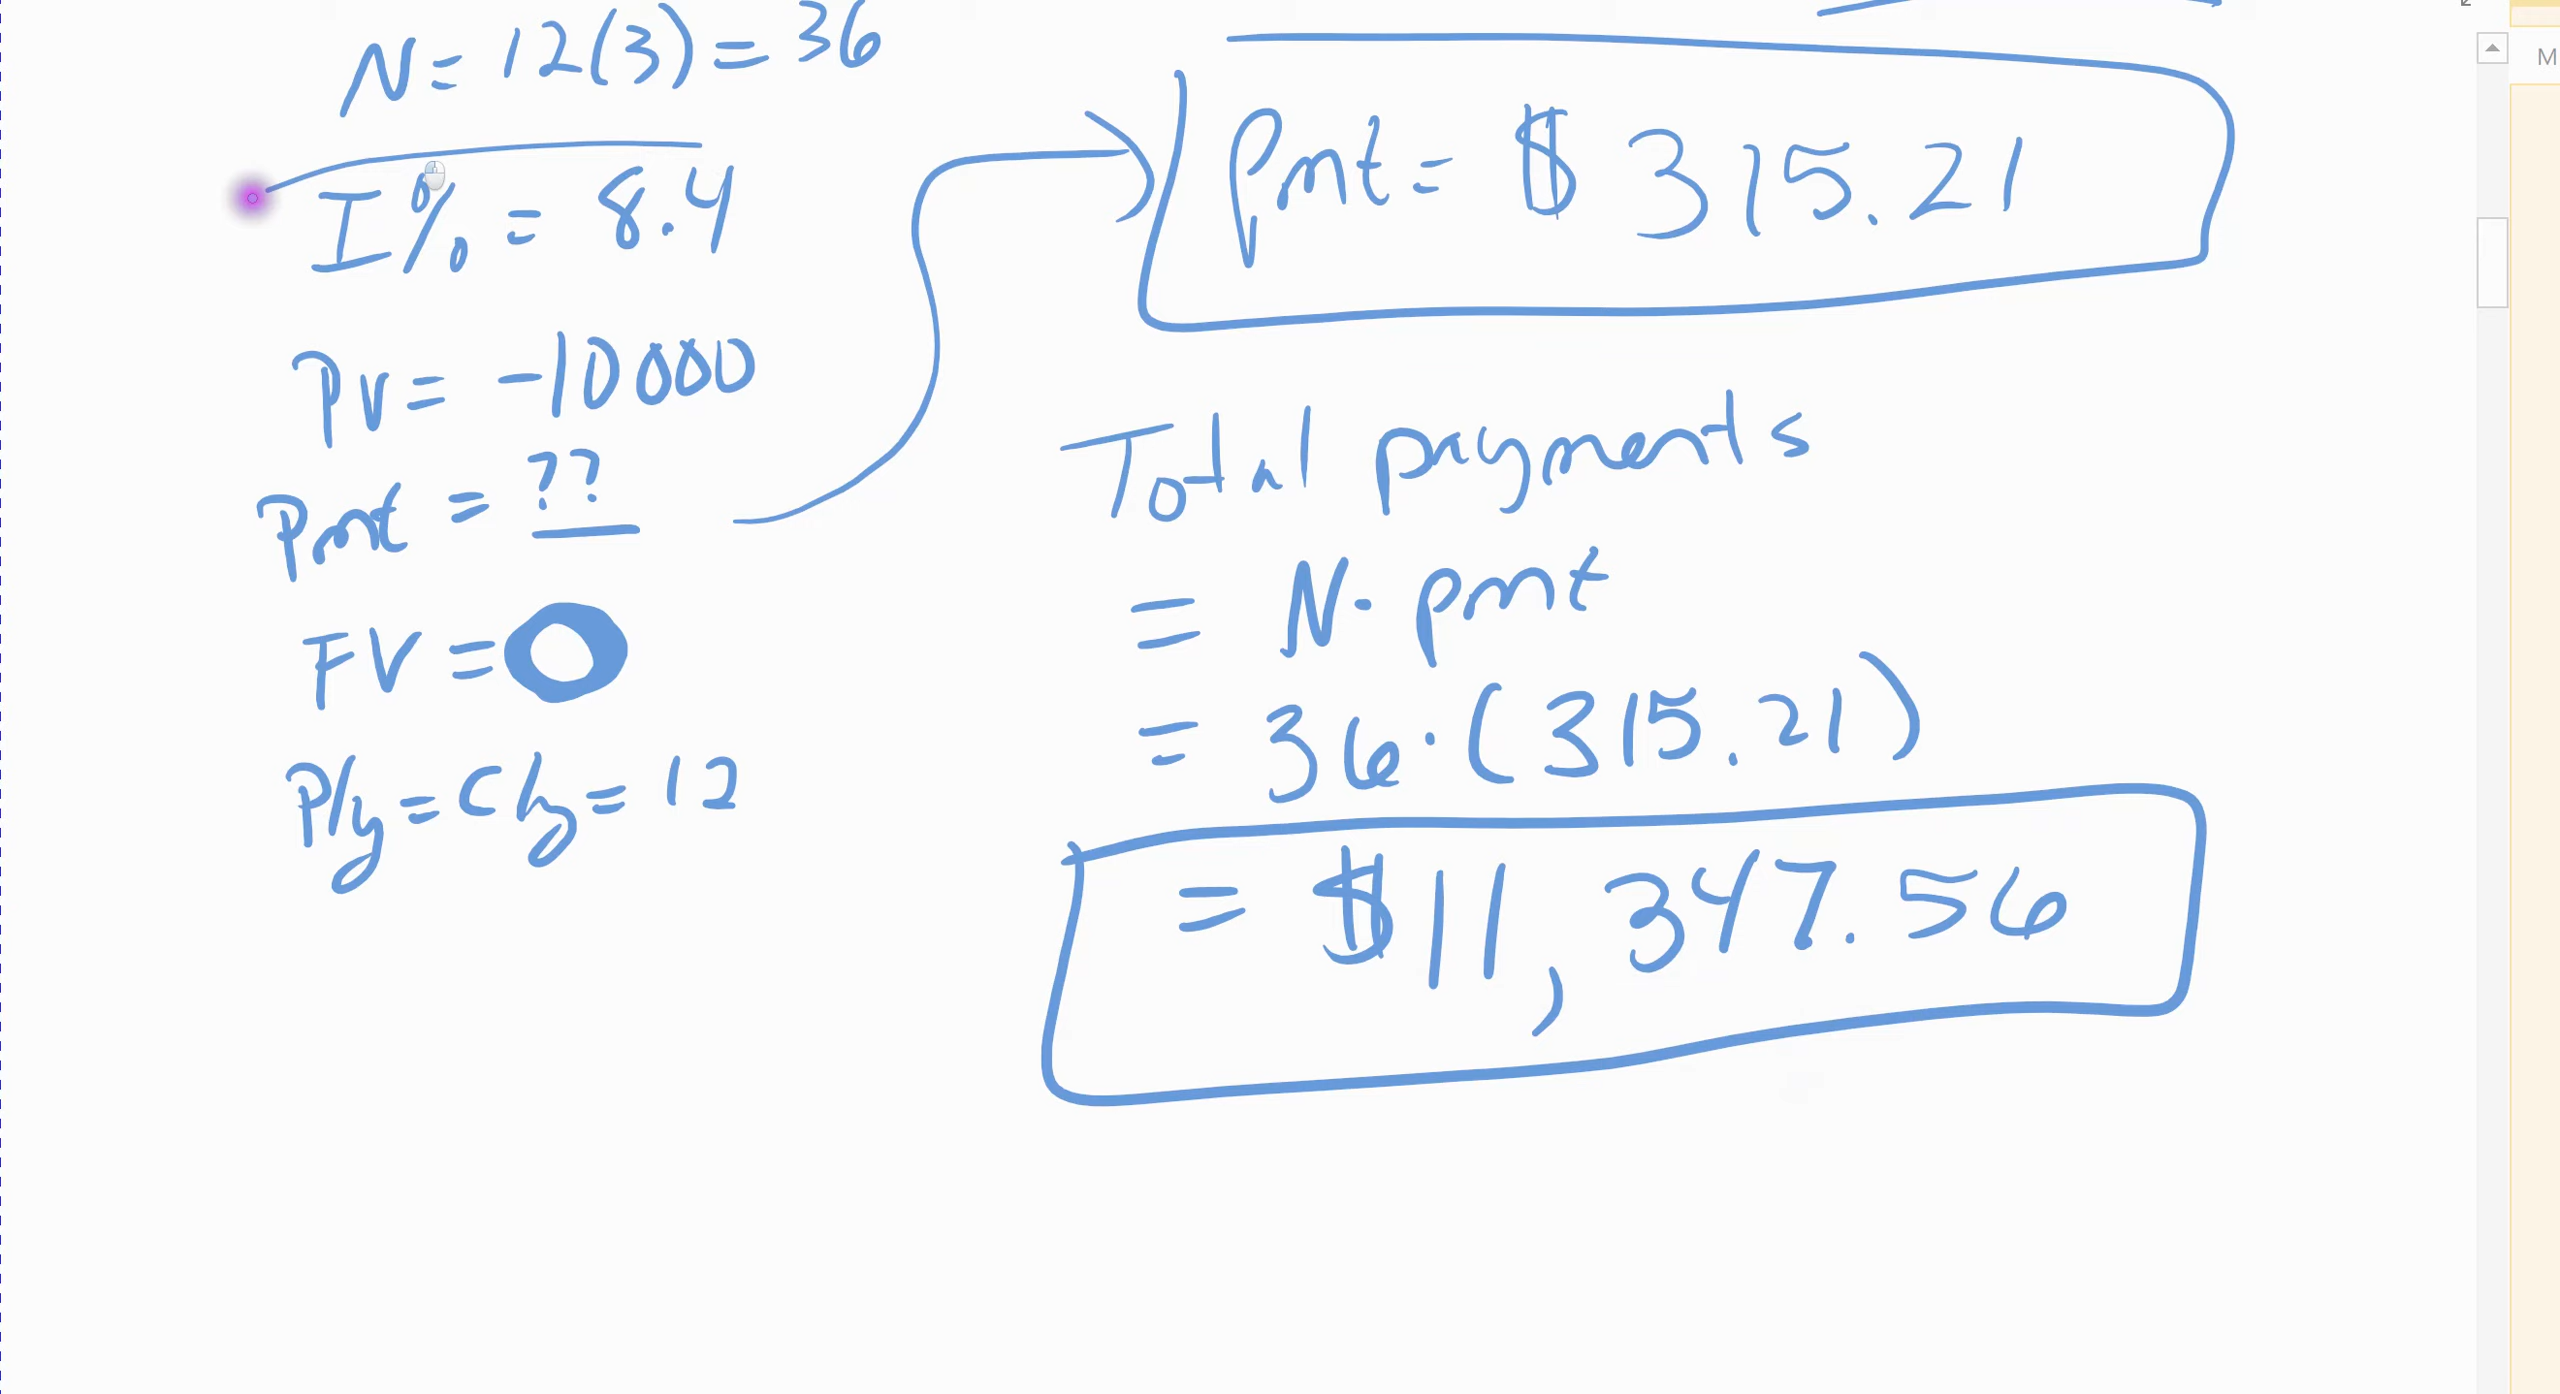 N = 12(3) = 36
I% = 8.4
PV = -10000
Pmt = ??
FV = 0
P/y = C/y = 12
Pmt = $ 315.21
Total payments
= N · pmt
= 36 · (315.21)
= $11,347.56
M